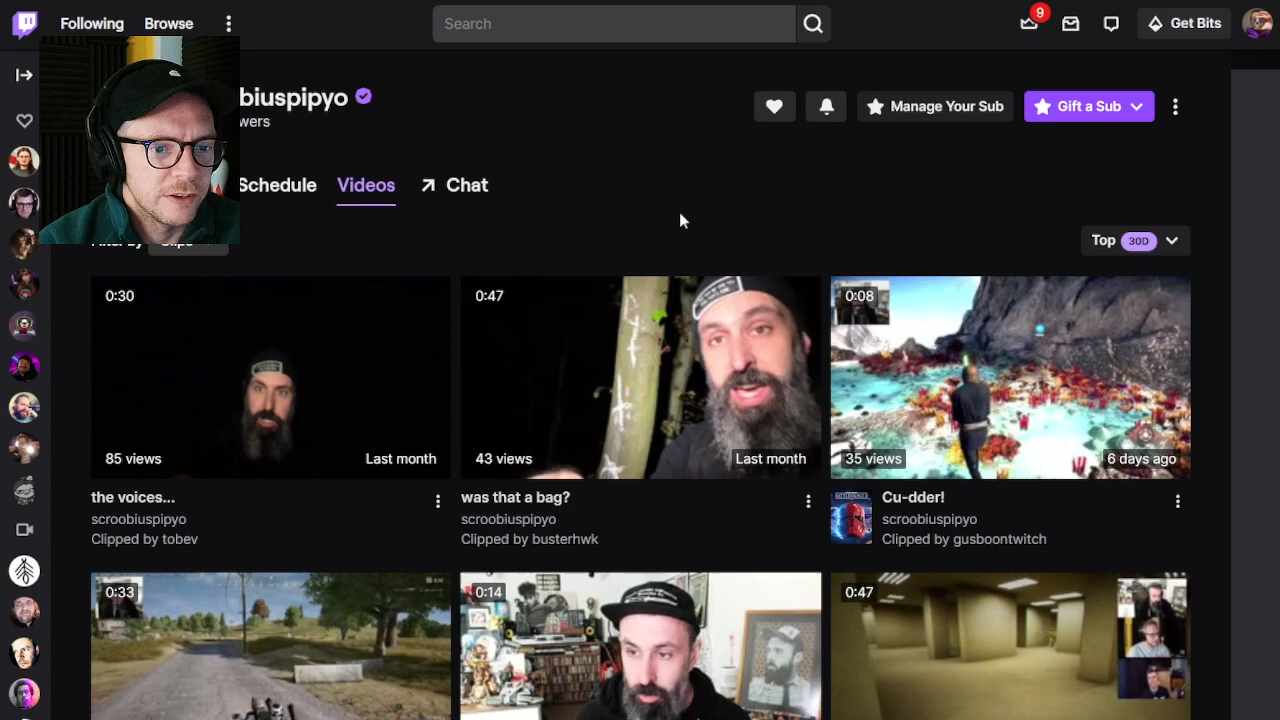 Following Browse
Search
9
Get Bits
biuspipyo
wers
Manage Your Sub
Gift a Sub
Schedule Videos Chat
Top 30D
0:30
85 views
Last month
the voices...
scroobiuspipyo
Clipped by tobev
0:47
43 views
Last month
was that a bag?
scroobiuspipyo
Clipped by busterhwk
0:08
35 views
6 days ago
Cu-dder!
scroobiuspipyo
Clipped by gusboontwitch
0:33
0:14
0:47